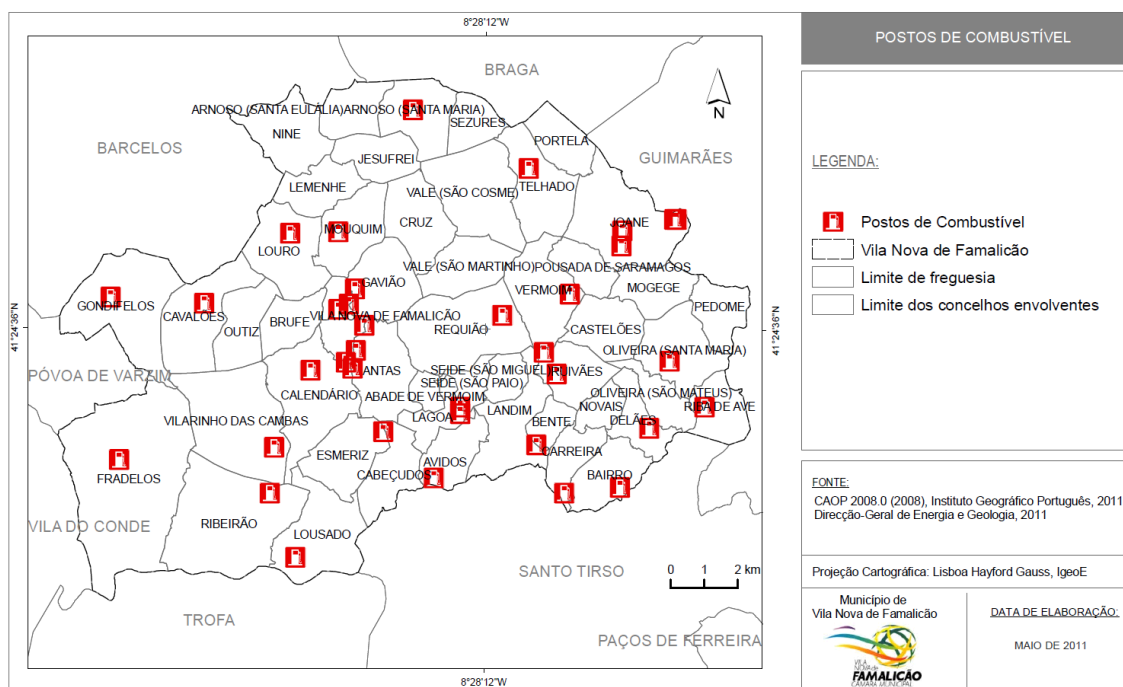 8°28'12"W
POSTOS DE COMBUSTÍVEL
BRAGA
ARNOSO (SANTA EULÁLIA)
ARNOSO (SANTA MARIA)
SEZURES
NINE
PORTELA
BARCELOS
JESUFREI
GUIMARÃES
N
LEMENHE
VALE (SÃO COSME)
TELHADO
CRUZ
JOANE
MOUQUIM
LOURO
VALE (SÃO MARTINHO)
POUSADA DE SARAMAGOS
GAVIÃO
VERMOIM
MOGEGE
GONDIFELOS
CAVALÕES
PEDOME
OUTIZ
BRUFE
VILA NOVA DE FAMALICÃO
REQUIÃO
CASTELÕES
41°24'36"N
41°24'36"N
OLIVEIRA (SANTA MARIA)
PÓVOA DE VARZIM
ANTAS
SEIDE (SÃO MIGUEL)
RUIVÃES
SEIDE (SÃO PAIO)
CALENDÁRIO
ABADE DE VERMOIM
OLIVEIRA (SÃO MATEUS)
NOVAIS
RIBA DE AVE
LANDIM
LAGOA
VILARINHO DAS CAMBAS
BENTE
DELÃES
ESMERIZ
CARREIRA
AVIDOS
CABEÇUDOS
BAIRRO
FRADELOS
VILA DO CONDE
RIBEIRÃO
LOUSADO
SANTO TIRSO
0 1 2 km
TROFA
PAÇOS DE FERREIRA
8°28'12"W
LEGENDA:
Postos de Combustível
Vila Nova de Famalicão
Limite de freguesia
Limite dos concelhos envolventes
FONTE:
CAOP 2008.0 (2008), Instituto Geográfico Português, 2011
Direcção-Geral de Energia e Geologia, 2011
Projeção Cartográfica: Lisboa Hayford Gauss, IgeoE
Município de
Vila Nova de Famalicão
VILA
NOVA DE
FAMALICÃO
CÂMARA MUNICIPAL
DATA DE ELABORAÇÃO:
MAIO DE 2011